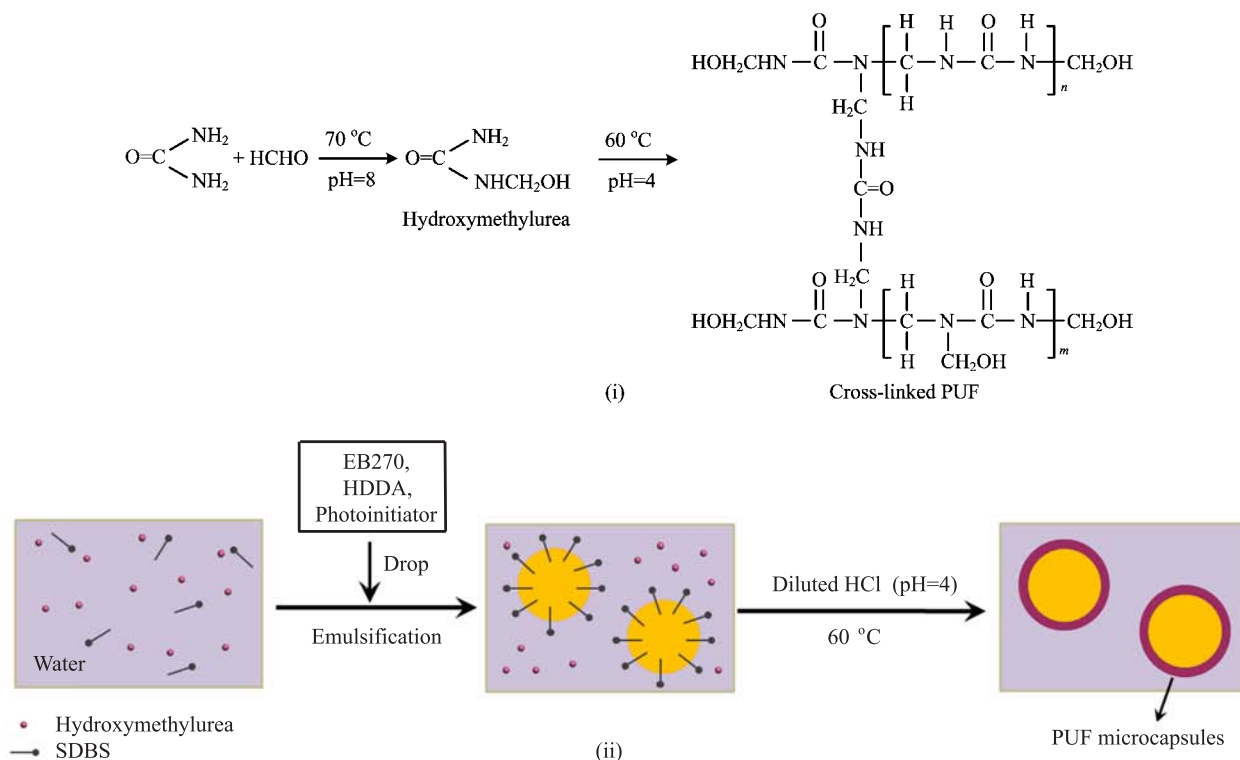 O
H
H
O
H
HOH₂CHN
C
N
C
N
C
N
CH₂OH
H
n
H₂C
NH
C=O
NH
H₂C
O
H
O
H
HOH₂CHN
C
N
C
N
C
N
CH₂OH
H
CH₂OH
m
Cross-linked PUF
NH₂
O=C
NH₂
+ HCHO
70 °C
pH=8
NH₂
O=C
NHCH₂OH
Hydroxymethylurea
60 °C
pH=4
(i)
EB270,
HDDA,
Photoinitiator
Drop
Emulsification
Diluted HCl (pH=4)
60 °C
Water
Hydroxymethylurea
SDBS
PUF microcapsules
(ii)